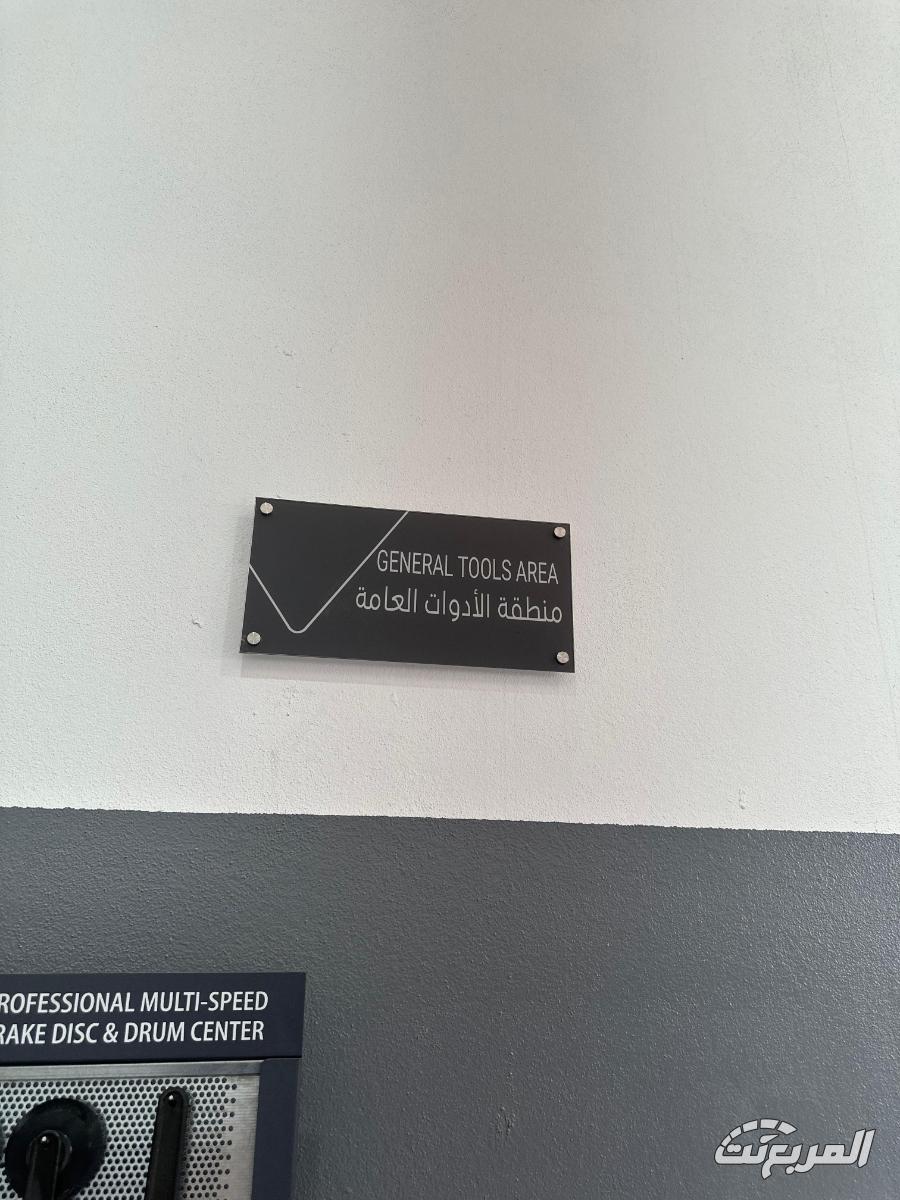 GENERAL TOOLS AREA
منطقة الأدوات العامة
ROFESSIONAL MULTI-SPEED
RAKE DISC & DRUM CENTER
المربع نت